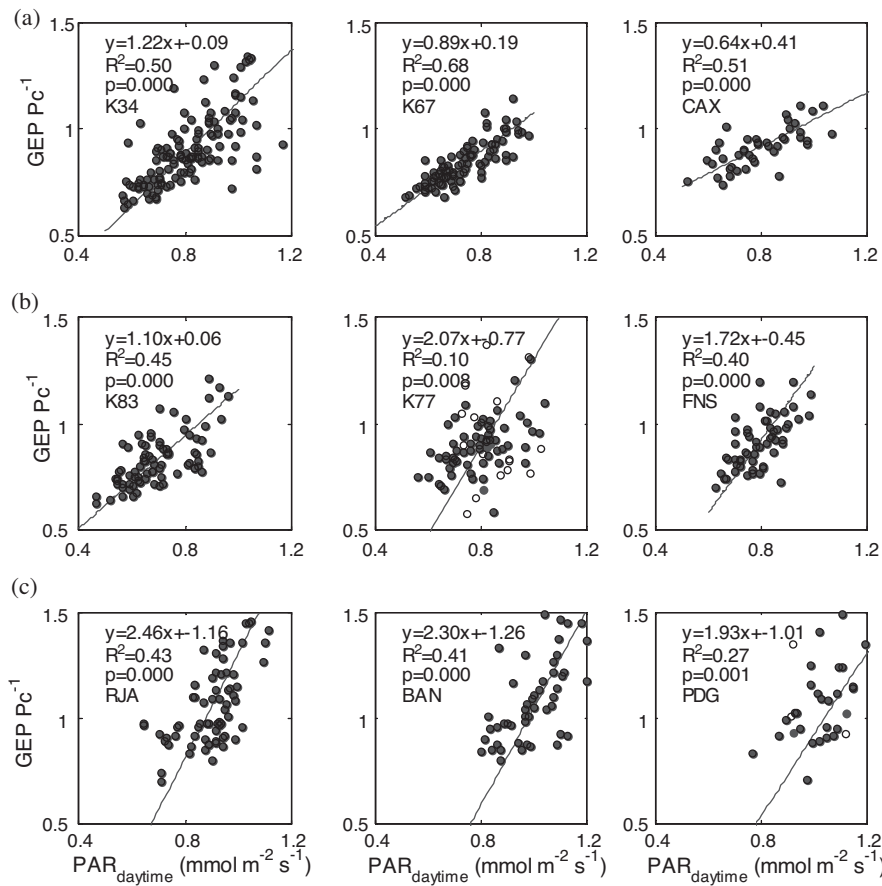 (a)
y=1.22x+-0.09
R²=0.50
p=0.000
K34
y=0.89x+0.19
R²=0.68
p=0.000
K67
y=0.64x+0.41
R²=0.51
p=0.000
CAX
GEP Pc⁻¹
1.5
1
0.5
0.4 0.8 1.2
1.5
1
0.5
0.4 0.8 1.2
1.5
1
0.5
0.4 0.8 1.2
(b)
y=1.10x+0.06
R²=0.45
p=0.000
K83
y=2.07x+-0.77
R²=0.10
p=0.008
K77
y=1.72x+-0.45
R²=0.40
p=0.000
FNS
GEP Pc⁻¹
1.5
1
0.5
0.4 0.8 1.2
1.5
1
0.5
0.4 0.8 1.2
1.5
1
0.5
0.4 0.8 1.2
(c)
y=2.46x+-1.16
R²=0.43
p=0.000
RJA
y=2.30x+-1.26
R²=0.41
p=0.000
BAN
y=1.93x+-1.01
R²=0.27
p=0.001
PDG
GEP Pc⁻¹
1.5
1
0.5
0.4 0.8 1.2
1.5
1
0.5
0.4 0.8 1.2
1.5
1
0.5
0.4 0.8 1.2
PAR_daytime (mmol m⁻² s⁻¹)
PAR_daytime (mmol m⁻² s⁻¹)
PAR_daytime (mmol m⁻² s⁻¹)